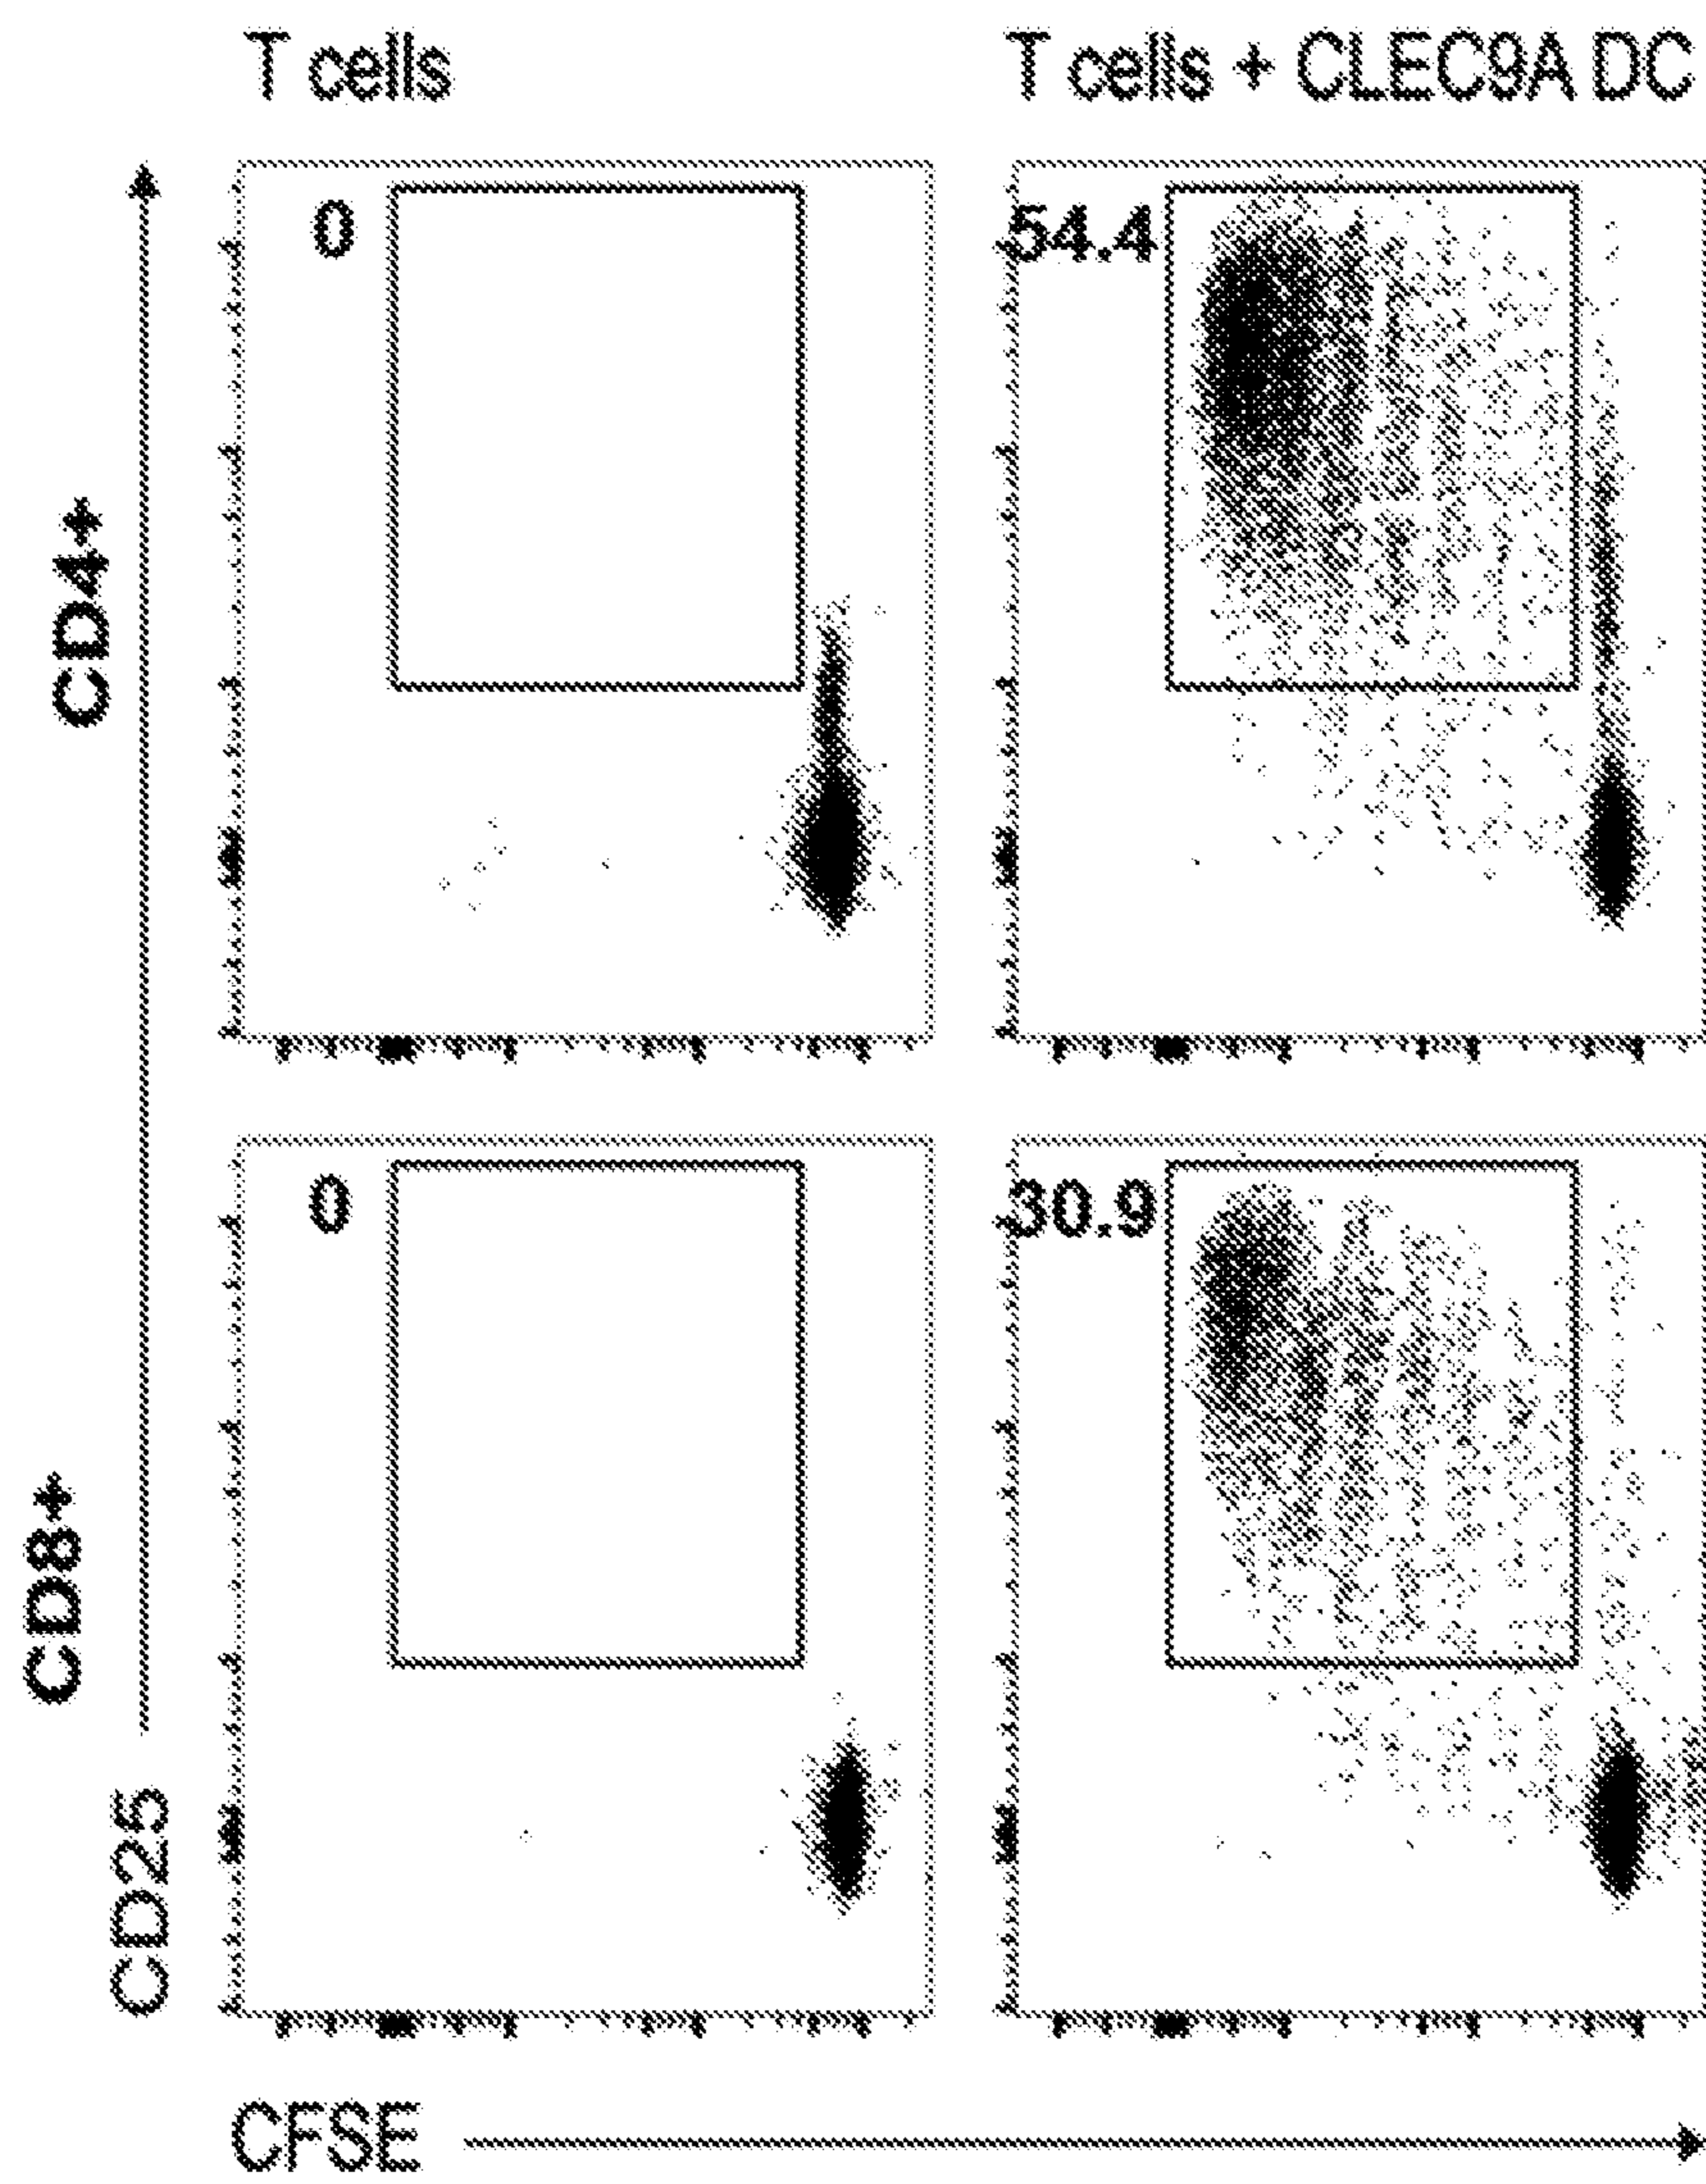 T cells
T cells + CLEC9A DC
CD4+
0
54.4
CD8+
0
30.9
CD25
CFSE